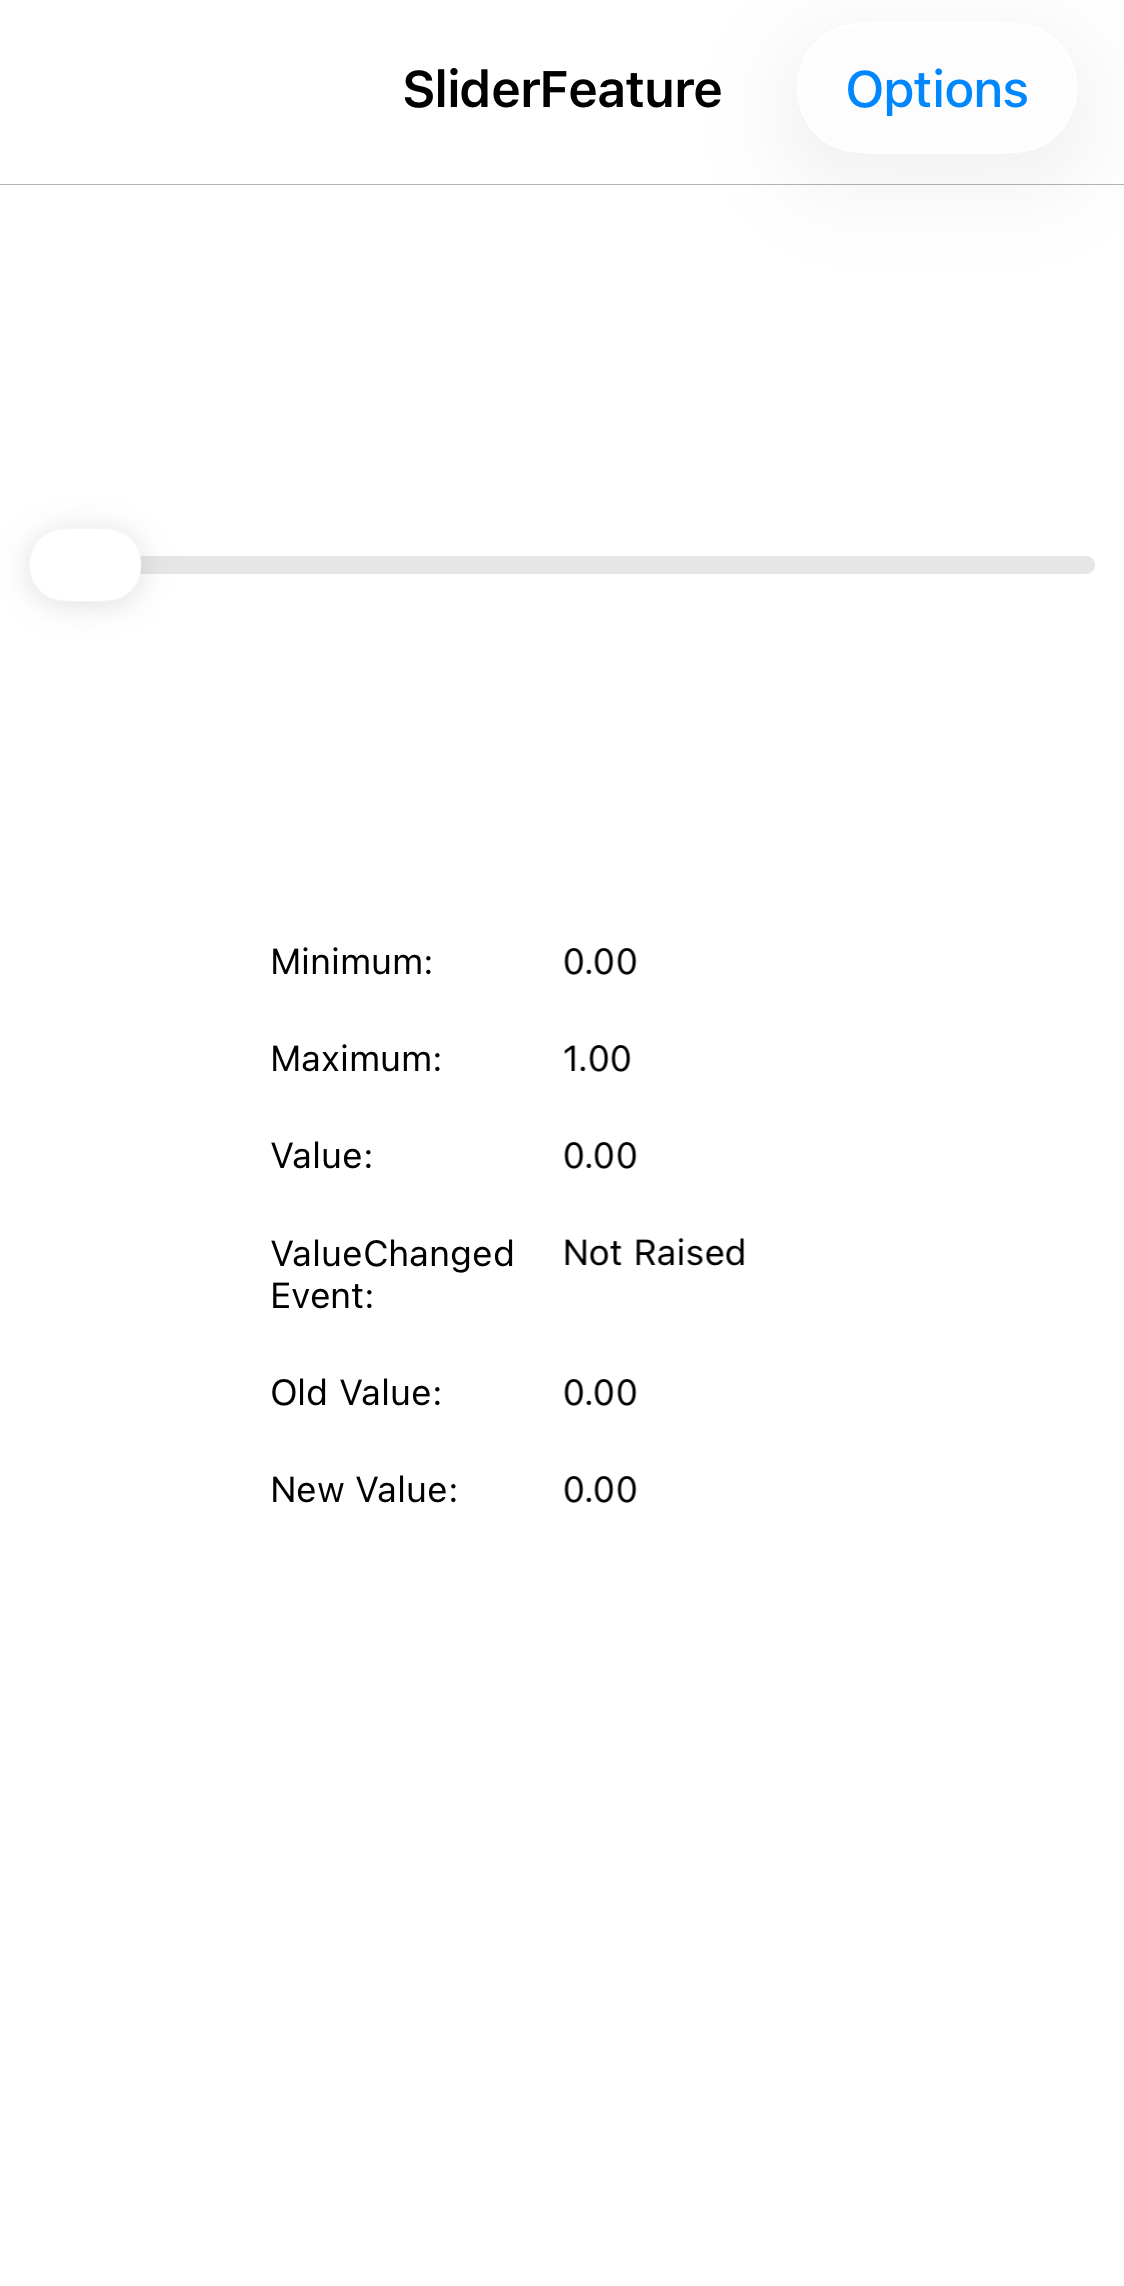 SliderFeature Options
Minimum: 0.00
Maximum: 1.00
Value: 0.00
ValueChanged Not Raised
Event:
Old Value: 0.00
New Value: 0.00